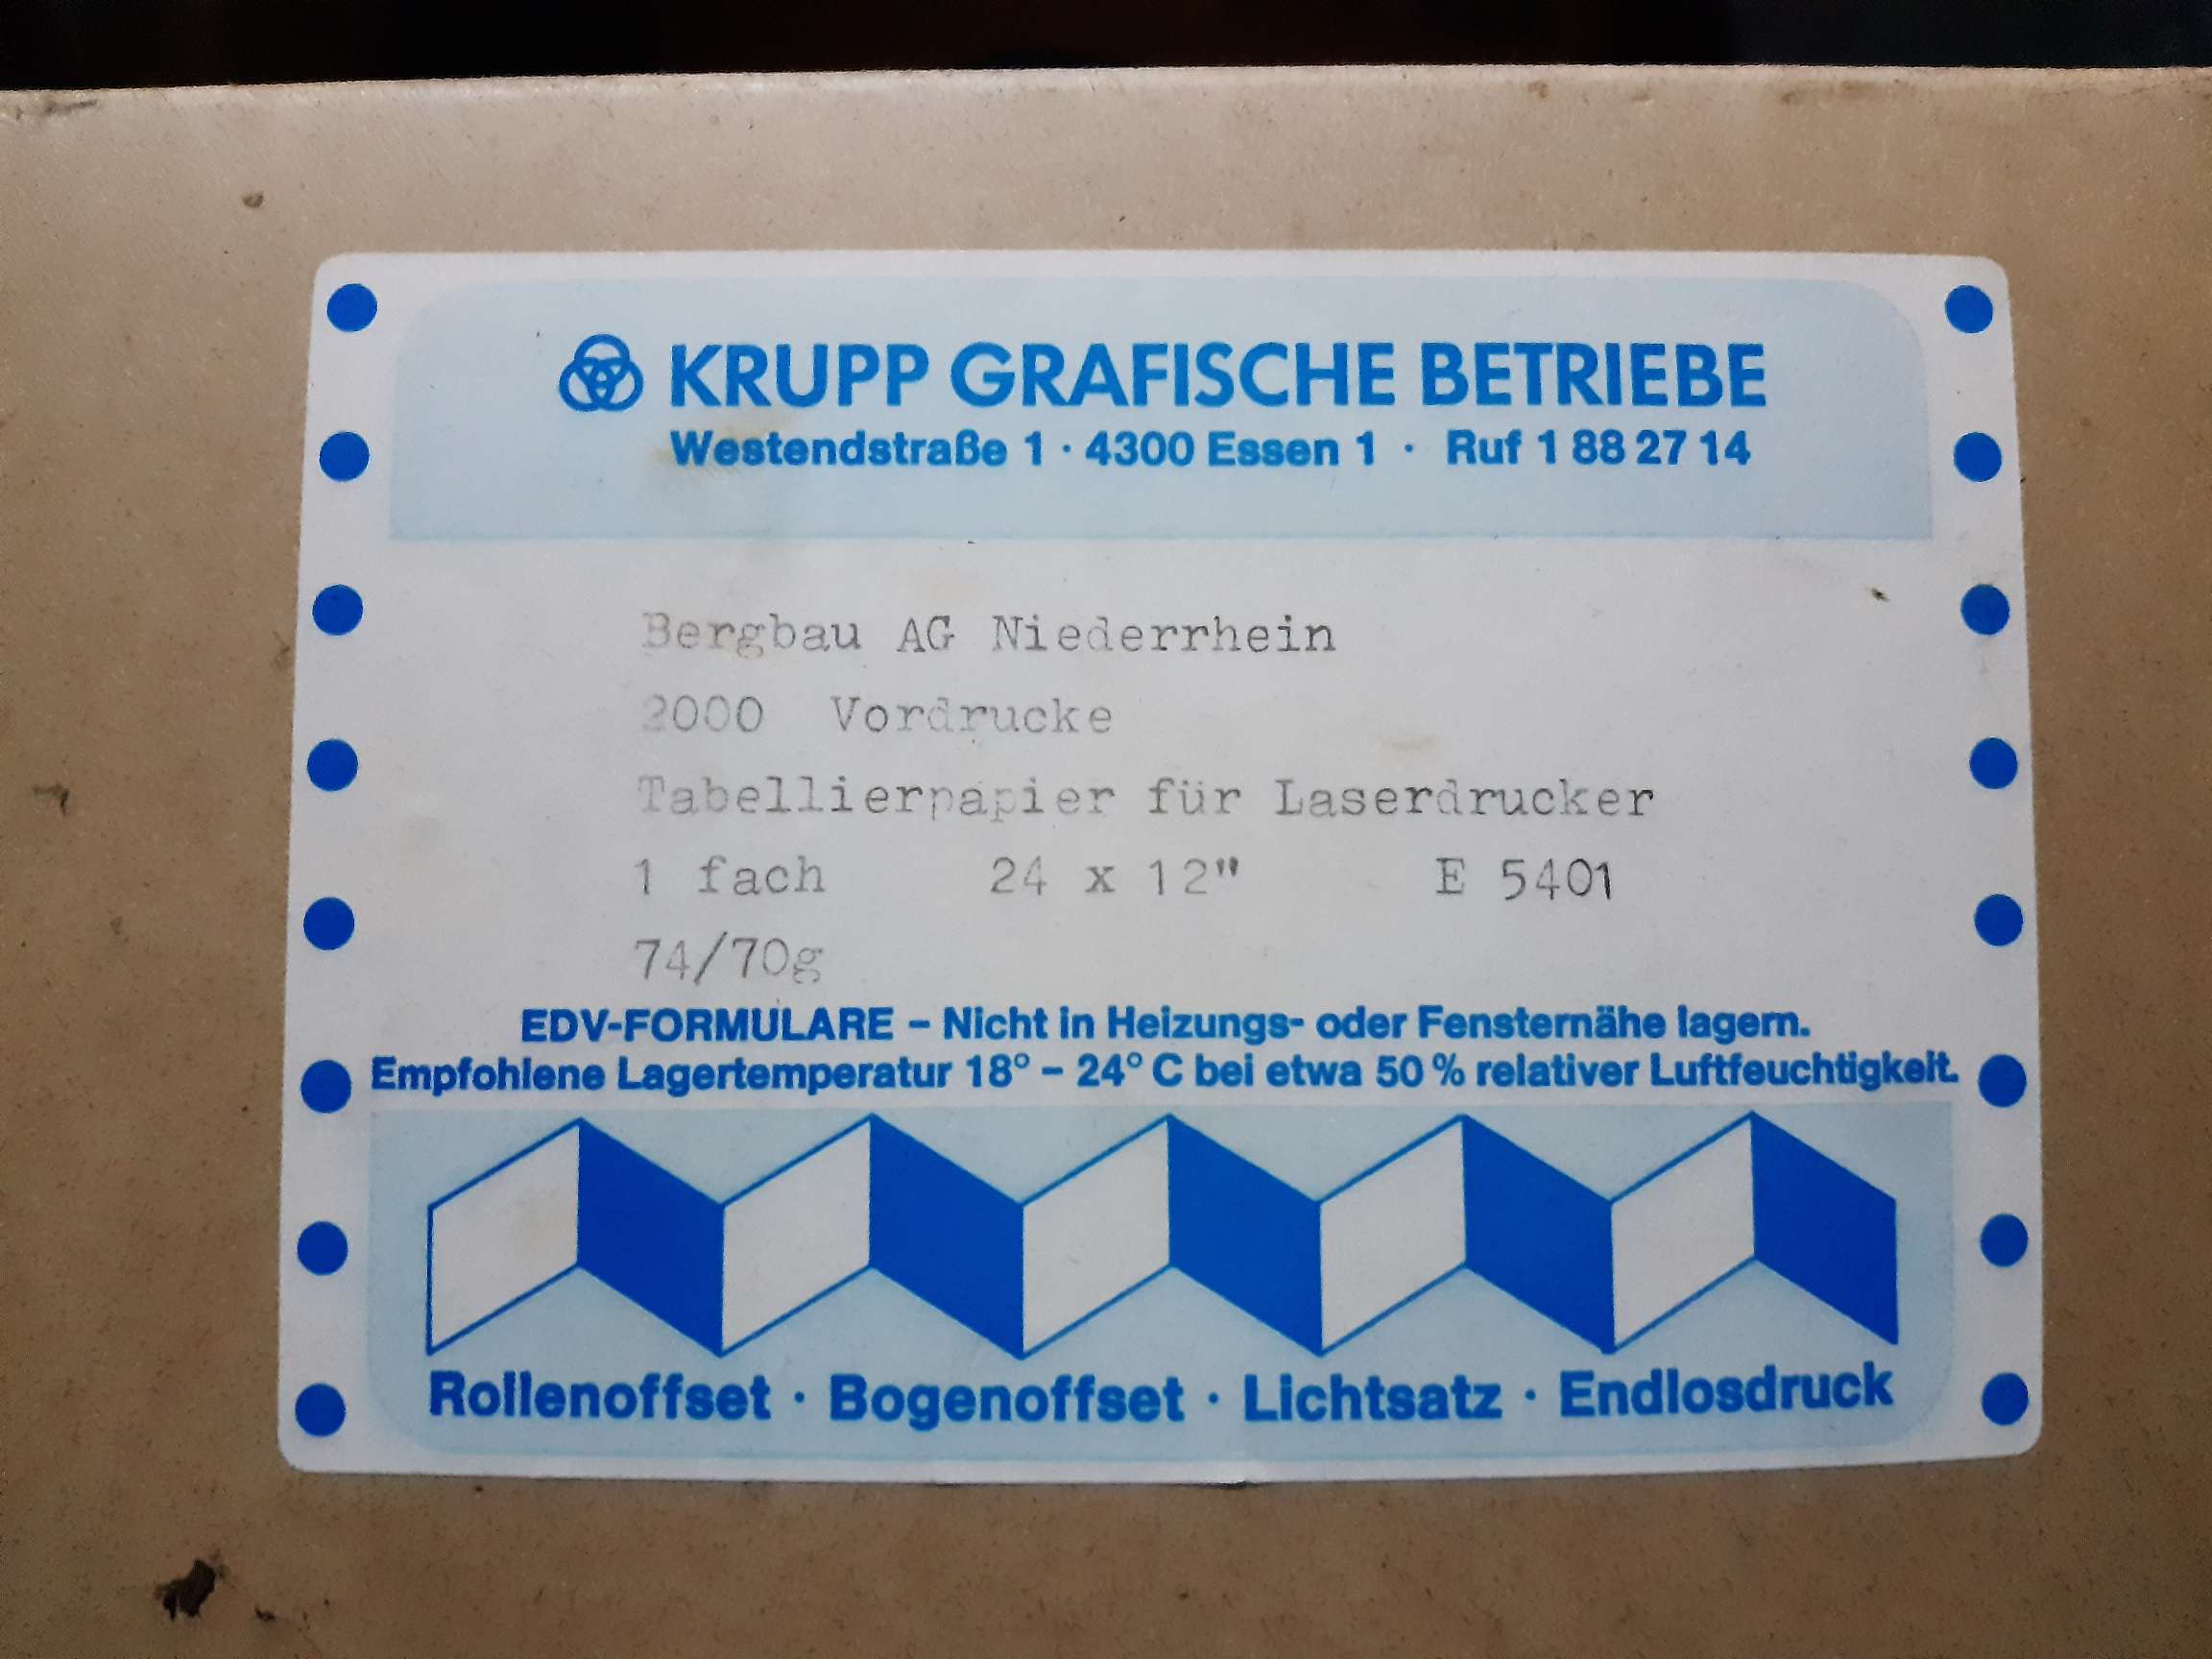 KRUPP GRAFISCHE BETRIEBE
Westendstraße 1 · 4300 Essen 1 · Ruf 1 88 27 14
Bergbau AG Niederrhein
2000 Vordrucke
Tabellierpapier für Laserdrucker
1 fach 24 x 12" E 5401
74/70g
EDV-FORMULARE – Nicht in Heizungs- oder Fensternähe lagern.
Empfohlene Lagertemperatur 18° – 24° C bei etwa 50 % relativer Luftfeuchtigkeit.
Rollenoffset · Bogenoffset · Lichtsatz · Endlosdruck